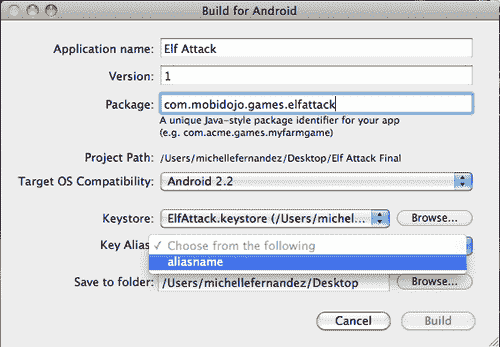 Build for Android
Application name: Elf Attack
Version: 1
Package: com.mobidojo.games.elfattack
A unique Java-style package identifier for your app
(e.g. com.acme.games.myfarmgame)
Project Path: /Users/michellefernandez/Desktop/Elf Attack Final
Target OS Compatibility: Android 2.2
Keystore: ElfAttack.keystore (/Users/michel... Browse...
Key Alias ✓ Choose from the following
aliasname
Save to folder: /Users/michellefernandez/Desktop Browse...
Cancel Build